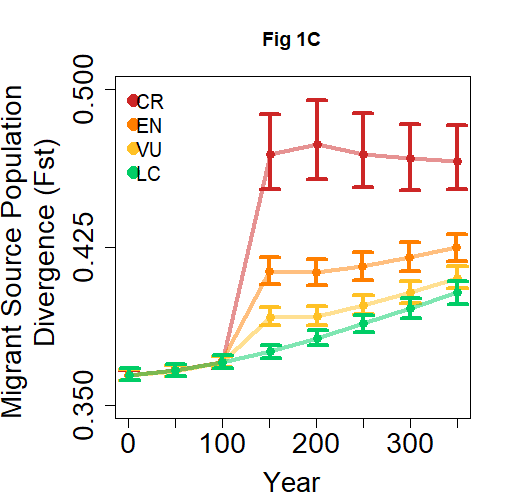 Fig 1C
Migrant Source Population
Divergence (Fst)
0.500
0.425
0.350
CR
EN
VU
LC
0
100
200
300
Year